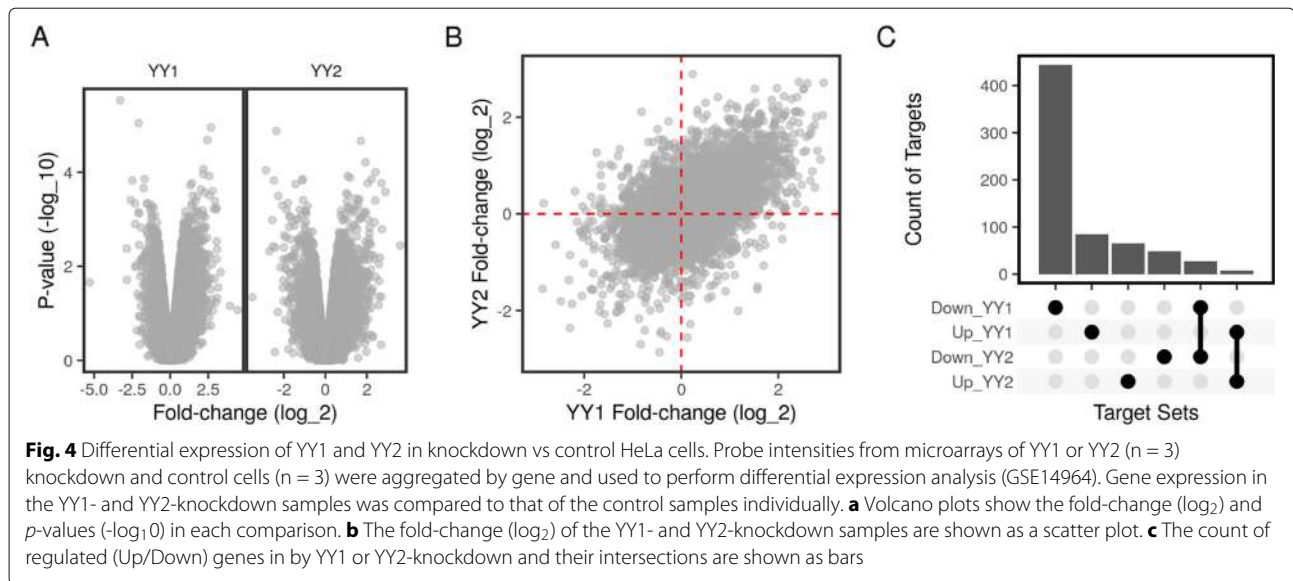 A
YY1 YY2
P-value (-log_10)
4
2
0
-5.0 -2.5 0.0 2.5 -2 0 2
Fold-change (log_2)
B
YY2 Fold-change (log_2)
2
0
-2
-2 0 2
YY1 Fold-change (log_2)
C
Count of Targets
400
300
200
100
0
Down_YY1
Up_YY1
Down_YY2
Up_YY2
Target Sets
Fig. 4 Differential expression of YY1 and YY2 in knockdown vs control HeLa cells. Probe intensities from microarrays of YY1 or YY2 (n = 3)
knockdown and control cells (n = 3) were aggregated by gene and used to perform differential expression analysis (GSE14964). Gene expression in
the YY1- and YY2-knockdown samples was compared to that of the control samples individually. a Volcano plots show the fold-change (log₂) and
p-values (-log₁0) in each comparison. b The fold-change (log₂) of the YY1- and YY2-knockdown samples are shown as a scatter plot. c The count of
regulated (Up/Down) genes in by YY1 or YY2-knockdown and their intersections are shown as bars